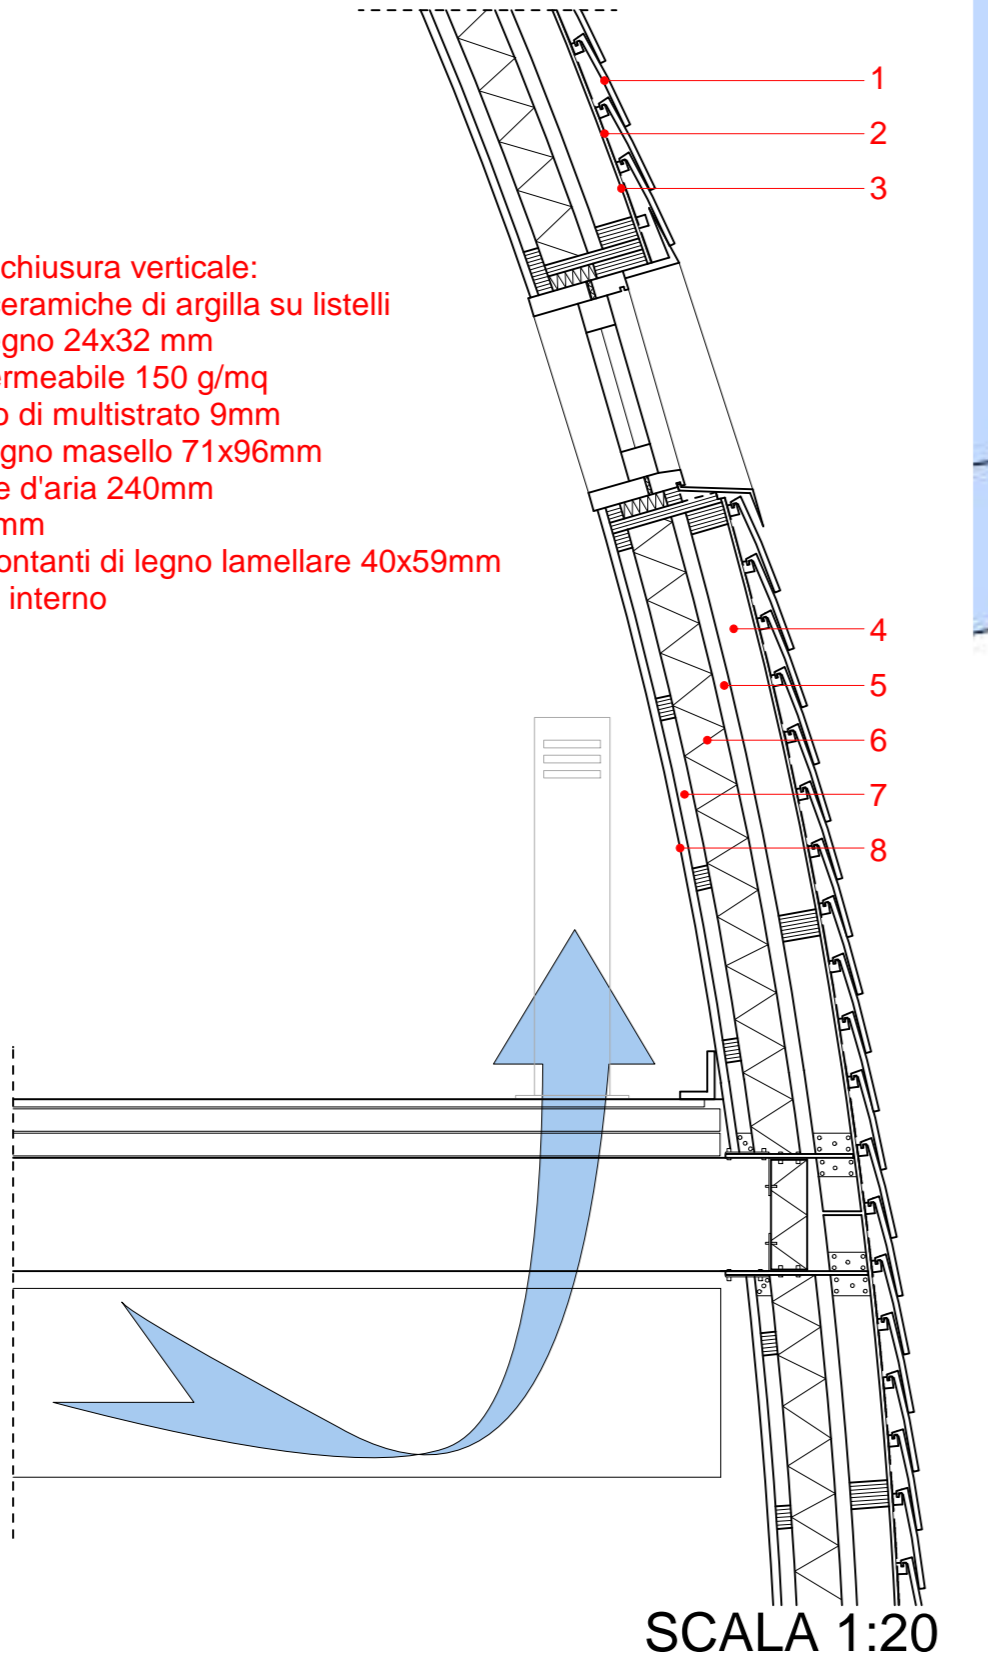 chiusura verticale:
eramiche di argilla su listelli
gno 24x32 mm
ermeabile 150 g/mq
o di multistrato 9mm
gno masello 71x96mm
e d'aria 240mm
mm
ontanti di legno lamellare 40x59mm
interno
1
2
3
4
5
6
7
8
SCALA 1:20